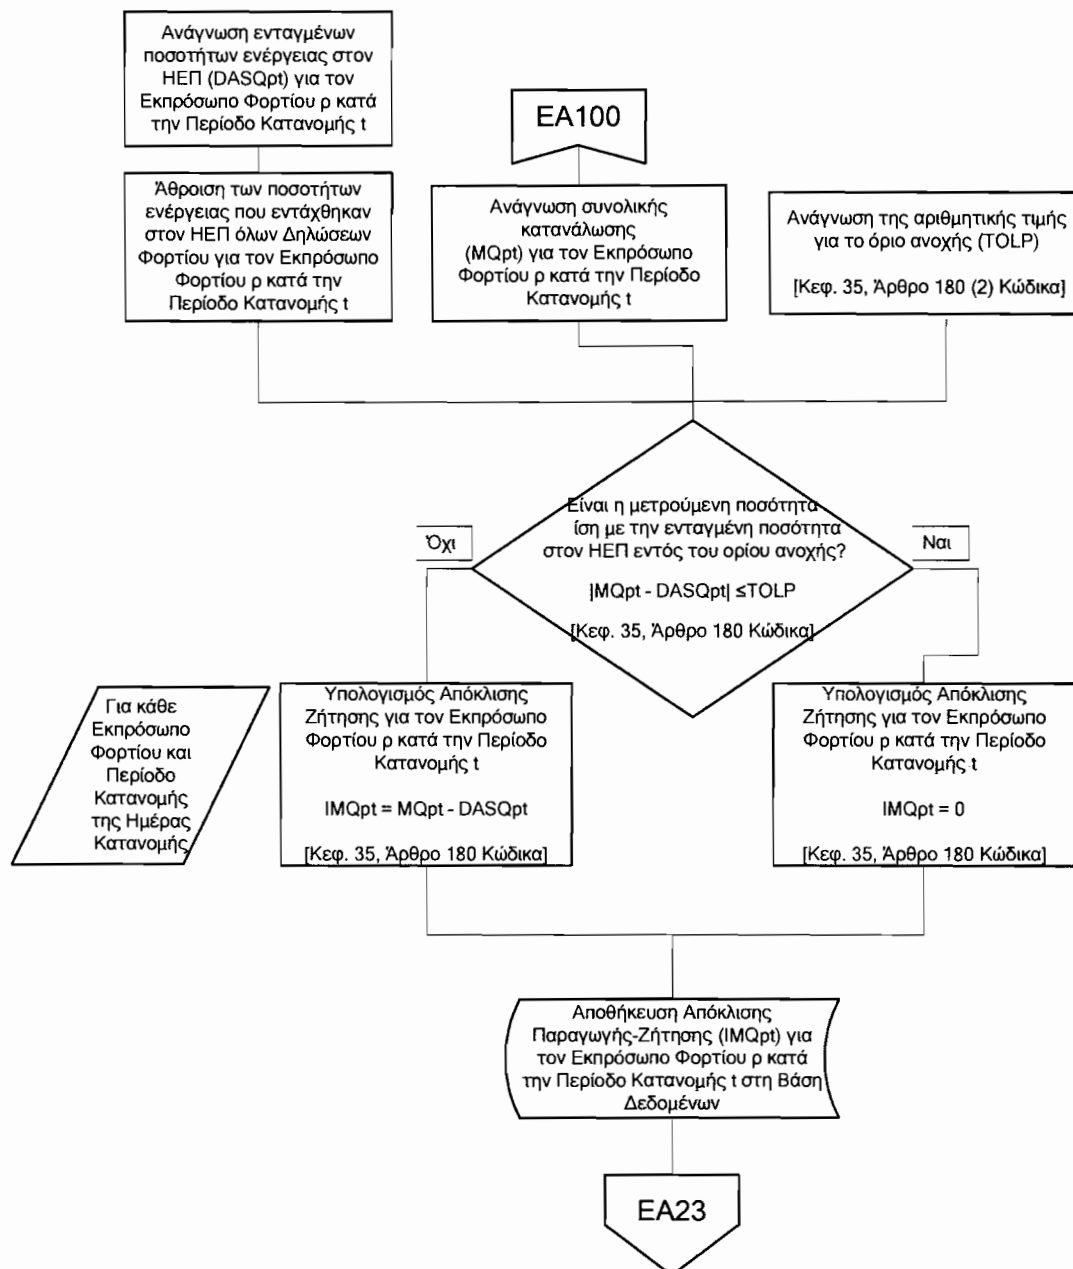 Ανάγνωση ενταγμένων
ποσοτήτων ενέργειας στον
ΗΕΠ (DASQpt) για τον
Εκπρόσωπο Φορτίου ρ κατά
την Περίοδο Κατανομής t
Άθροιση των ποσοτήτων
ενέργειας που εντάχθηκαν
στον ΗΕΠ όλων Δηλώσεων
Φορτίου για τον Εκπρόσωπο
Φορτίου ρ κατά την
Περίοδο Κατανομής t
EA100
Ανάγνωση συνολικής
κατανάλωσης
(MQpt) για τον Εκπρόσωπο
Φορτίου ρ κατά την Περίοδο
Κατανομής t
Ανάγνωση της αριθμητικής τιμής
για το όριο ανοχής (TOLP)
[Κεφ. 35, Άρθρο 180 (2) Κώδικα]
Είναι η μετρούμενη ποσότητα
ίση με την ενταγμένη ποσότητα
στον ΗΕΠ εντός του ορίου ανοχής?
|MQpt - DASQpt| ≤TOLP
[Κεφ. 35, Άρθρο 180 Κώδικα]
Όχι
Ναι
Για κάθε
Εκπρόσωπο
Φορτίου και
Περίοδο
Κατανομής
της Ημέρας
Κατανομής
Υπολογισμός Απόκλισης
Ζήτησης για τον Εκπρόσωπο
Φορτίου ρ κατά την Περίοδο
Κατανομής t
IMQpt = MQpt - DASQpt
[Κεφ. 35, Άρθρο 180 Κώδικα]
Υπολογισμός Απόκλισης
Ζήτησης για τον Εκπρόσωπο
Φορτίου ρ κατά την Περίοδο
Κατανομής t
IMQpt = 0
[Κεφ. 35, Άρθρο 180 Κώδικα]
Αποθήκευση Απόκλισης
Παραγωγής-Ζήτησης (IMQpt) για
τον Εκπρόσωπο Φορτίου ρ κατά
την Περίοδο Κατανομής t στη Βάση
Δεδομένων
EA23